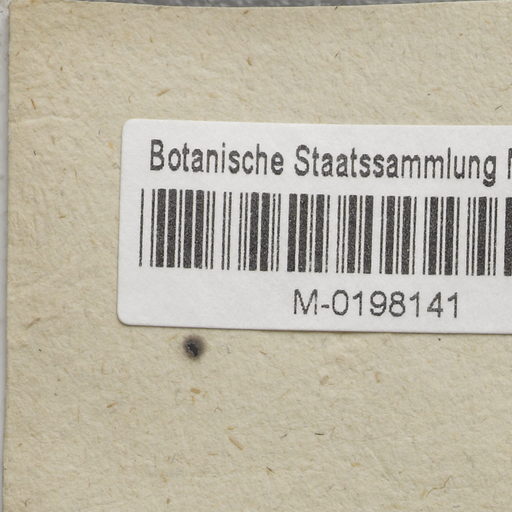 Botanische Staatssammlung
M-0198141